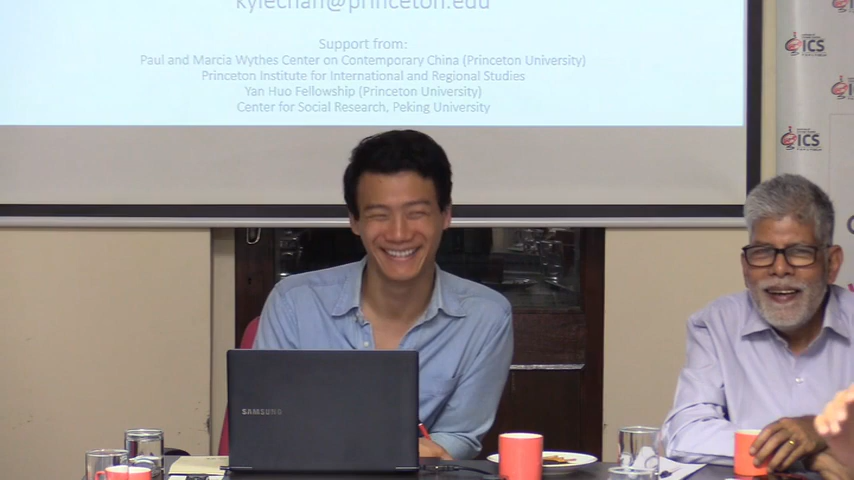 kylechan@princeton.edu
Support from:
Paul and Marcia Wythes Center on Contemporary China (Princeton University)
Princeton Institute for International and Regional Studies
Yan Huo Fellowship (Princeton University)
Center for Social Research, Peking University
ICS
ICS
SAMSUNG